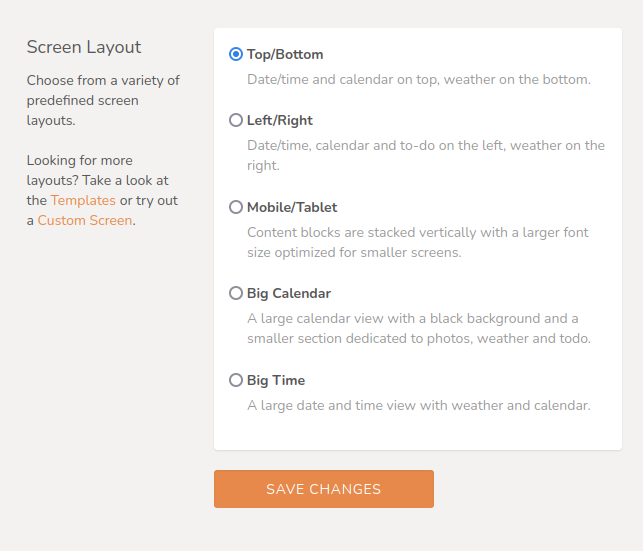 Screen Layout
Choose from a variety of
predefined screen
layouts.
Looking for more
layouts? Take a look at
the Templates or try out
a Custom Screen.
Top/Bottom
Date/time and calendar on top, weather on the bottom.
Left/Right
Date/time, calendar and to-do on the left, weather on the
right.
Mobile/Tablet
Content blocks are stacked vertically with a larger font
size optimized for smaller screens.
Big Calendar
A large calendar view with a black background and a
smaller section dedicated to photos, weather and todo.
Big Time
A large date and time view with weather and calendar.
SAVE CHANGES